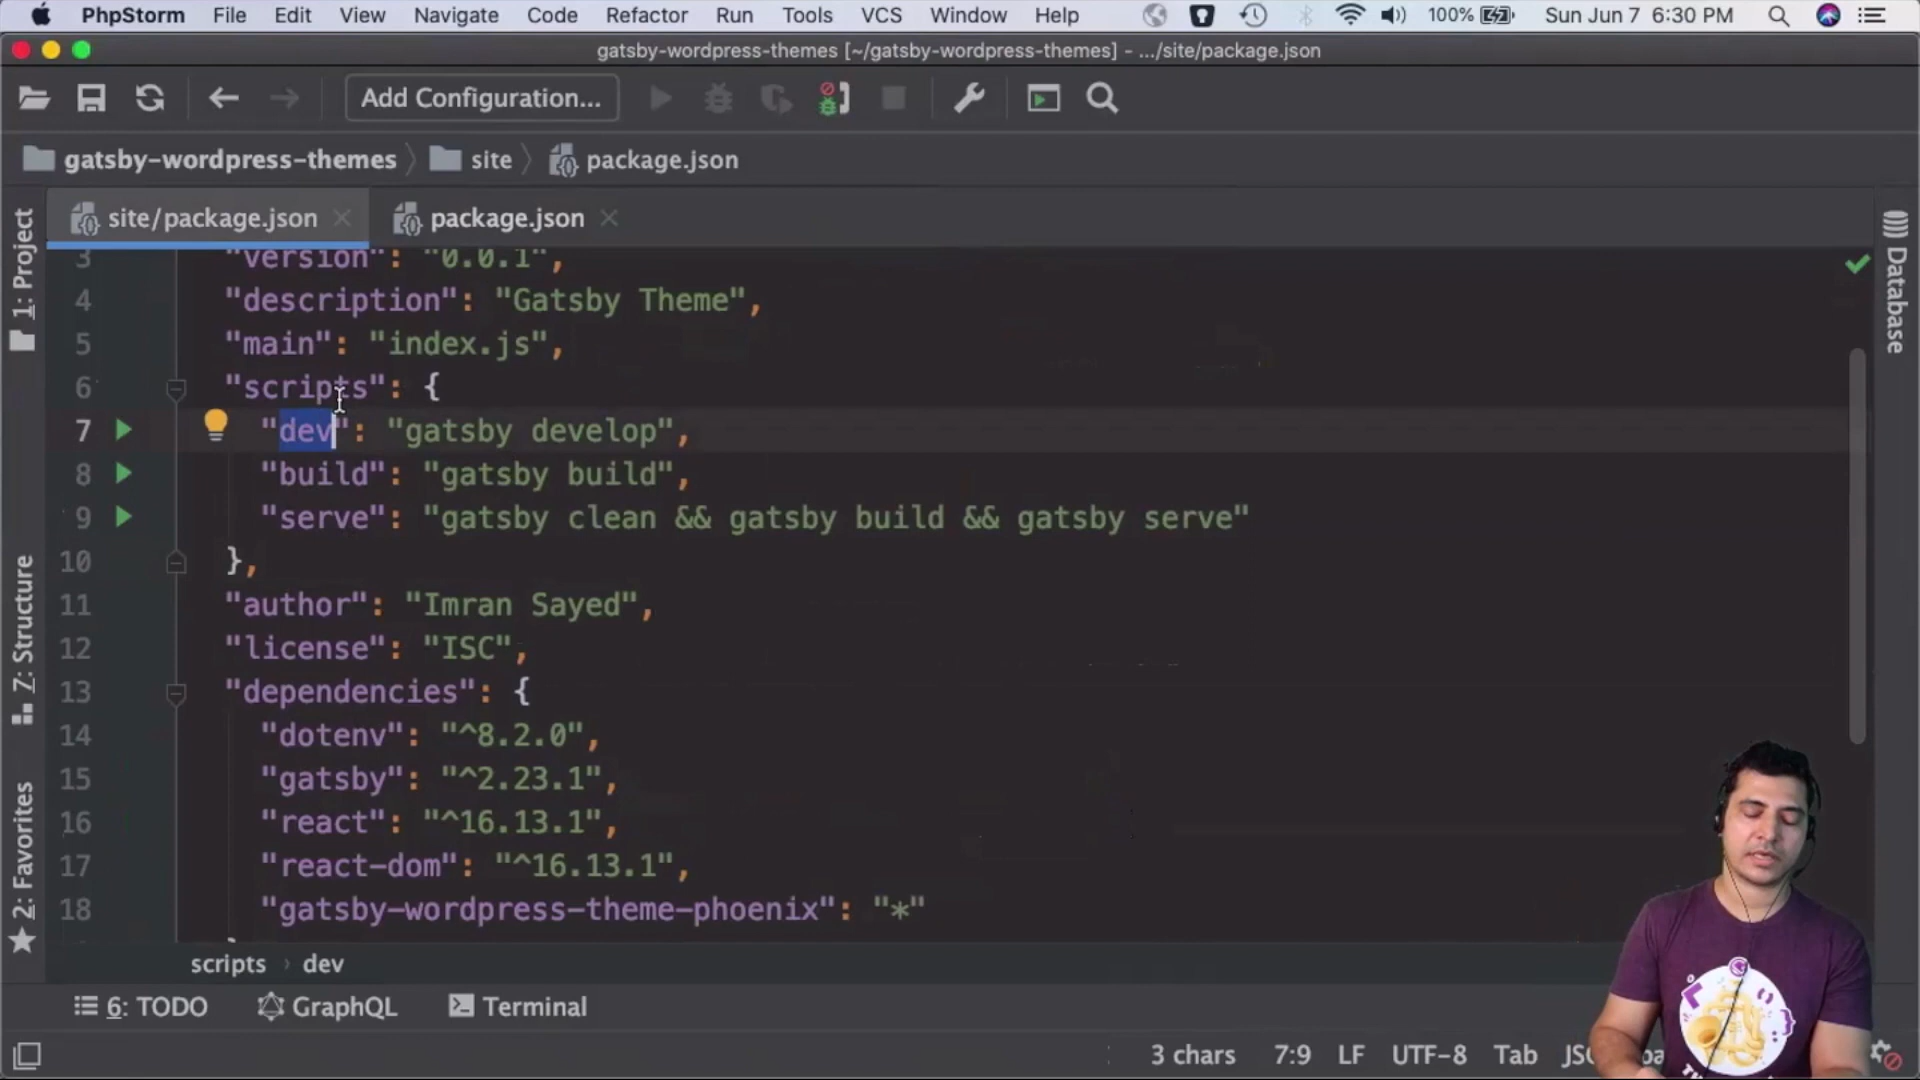 PhpStorm File Edit View Navigate Code Refactor Run Tools VCS Window Help 100% Sun Jun 7 6:30 PM
gatsby-wordpress-themes [~/gatsby-wordpress-themes] - .../site/package.json
Add Configuration...
gatsby-wordpress-themes site package.json
site/package.json package.json
1: Project
Z: Structure
2: Favorites
Database
3 "version": "0.0.1",
4 "description": "Gatsby Theme",
5 "main": "index.js",
6 "scripts": {
7 "dev": "gatsby develop",
8 "build": "gatsby build",
9 "serve": "gatsby clean && gatsby build && gatsby serve"
10 },
11 "author": "Imran Sayed",
12 "license": "ISC",
13 "dependencies": {
14 "dotenv": "^8.2.0",
15 "gatsby": "^2.23.1",
16 "react": "^16.13.1",
17 "react-dom": "^16.13.1",
18 "gatsby-wordpress-theme-phoenix": "*"
scripts › dev
6: TODO GraphQL Terminal
3 chars 7:9 LF UTF-8 Tab